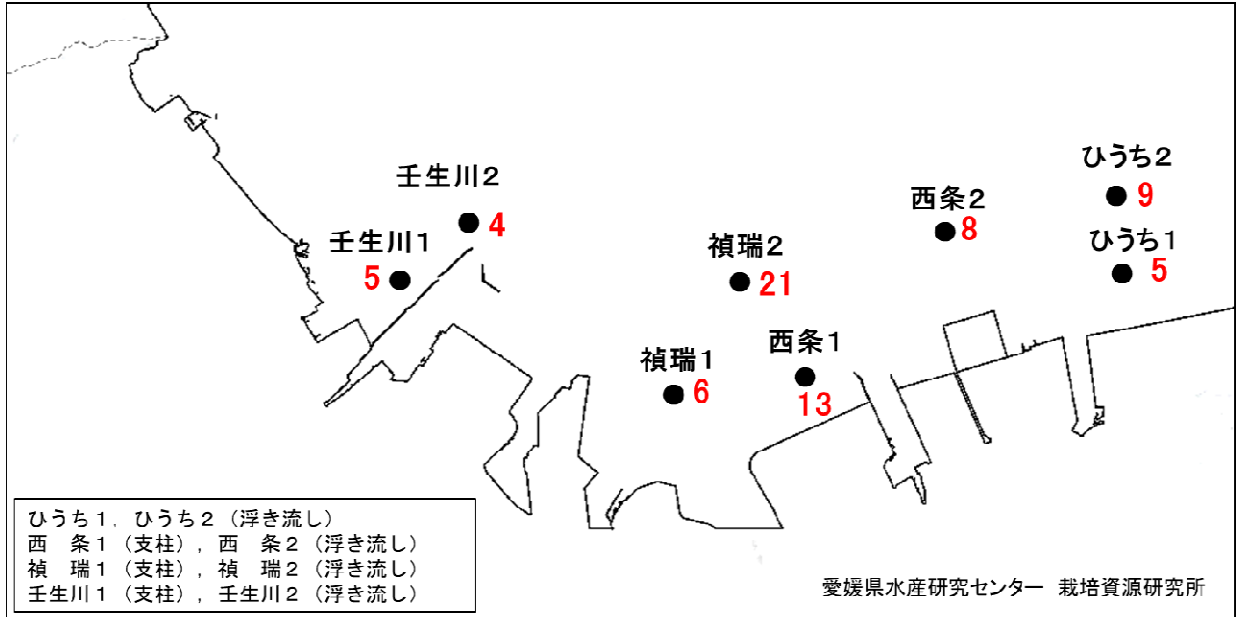 ひうち２
9
壬生川２
4
西条２
8
壬生川１
5
禎瑞２
21
ひうち１
5
禎瑞１
6
西条１
13
ひうち１，ひうち２（浮き流し）
西　条１（支柱），西　条２（浮き流し）
禎　瑞１（支柱），禎　瑞２（浮き流し）
壬生川１（支柱），壬生川２（浮き流し）
愛媛県水産研究センター　栽培資源研究所